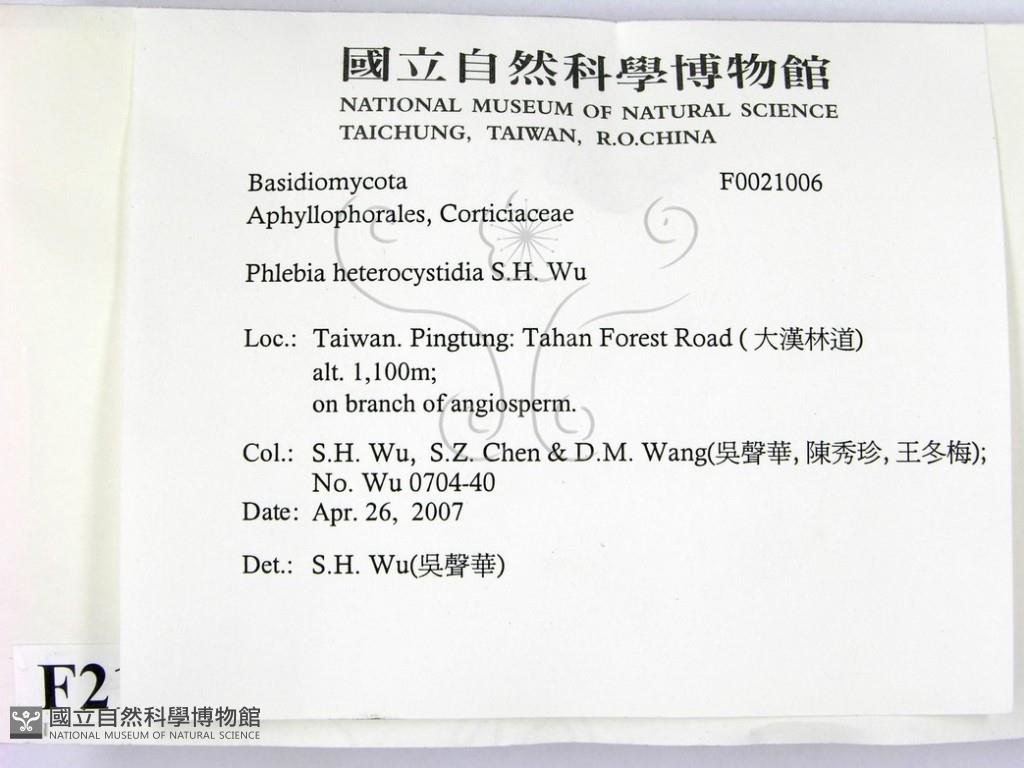 國立自然科學博物館
NATIONAL MUSEUM OF NATURAL SCIENCE
TAICHUNG, TAIWAN, R.O.CHINA
Basidiomycota F0021006
Aphyllophorales, Corticiaceae
Phlebia heterocystidia S.H. Wu
Loc.: Taiwan. Pingtung: Tahan Forest Road ( 大漢林道)
alt. 1,100m;
on branch of angiosperm.
Col.: S.H. Wu, S.Z. Chen & D.M. Wang(吳聲華, 陳秀珍, 王冬梅);
No. Wu 0704-40
Date: Apr. 26, 2007
Det.: S.H. Wu(吳聲華)
F2
國立自然科學博物館
NATIONAL MUSEUM OF NATURAL SCIENCE